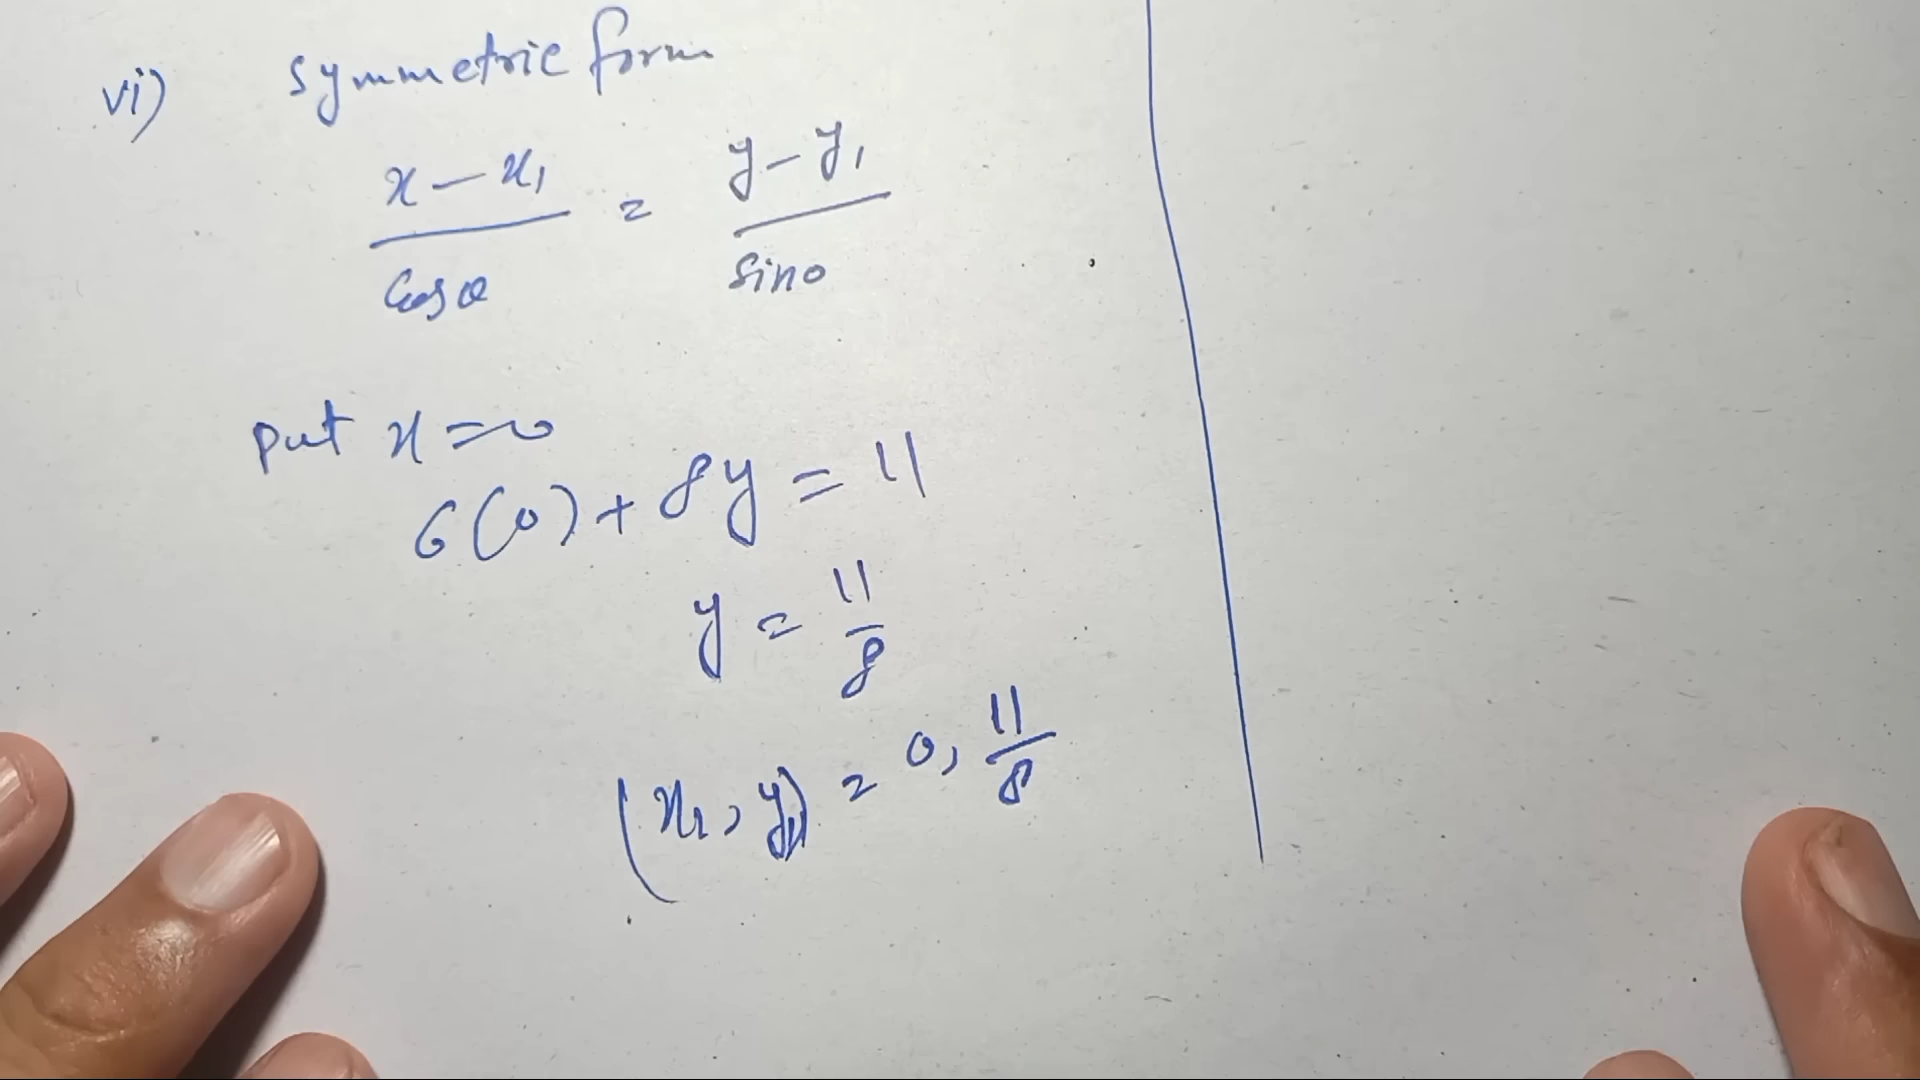 vi) symmetric form
x - x₁ / cos θ = y - y₁ / sin θ
put x = 0
6(0) + 8y = 11
y = 11/8
(x₁, y₁) = 0, 11/8